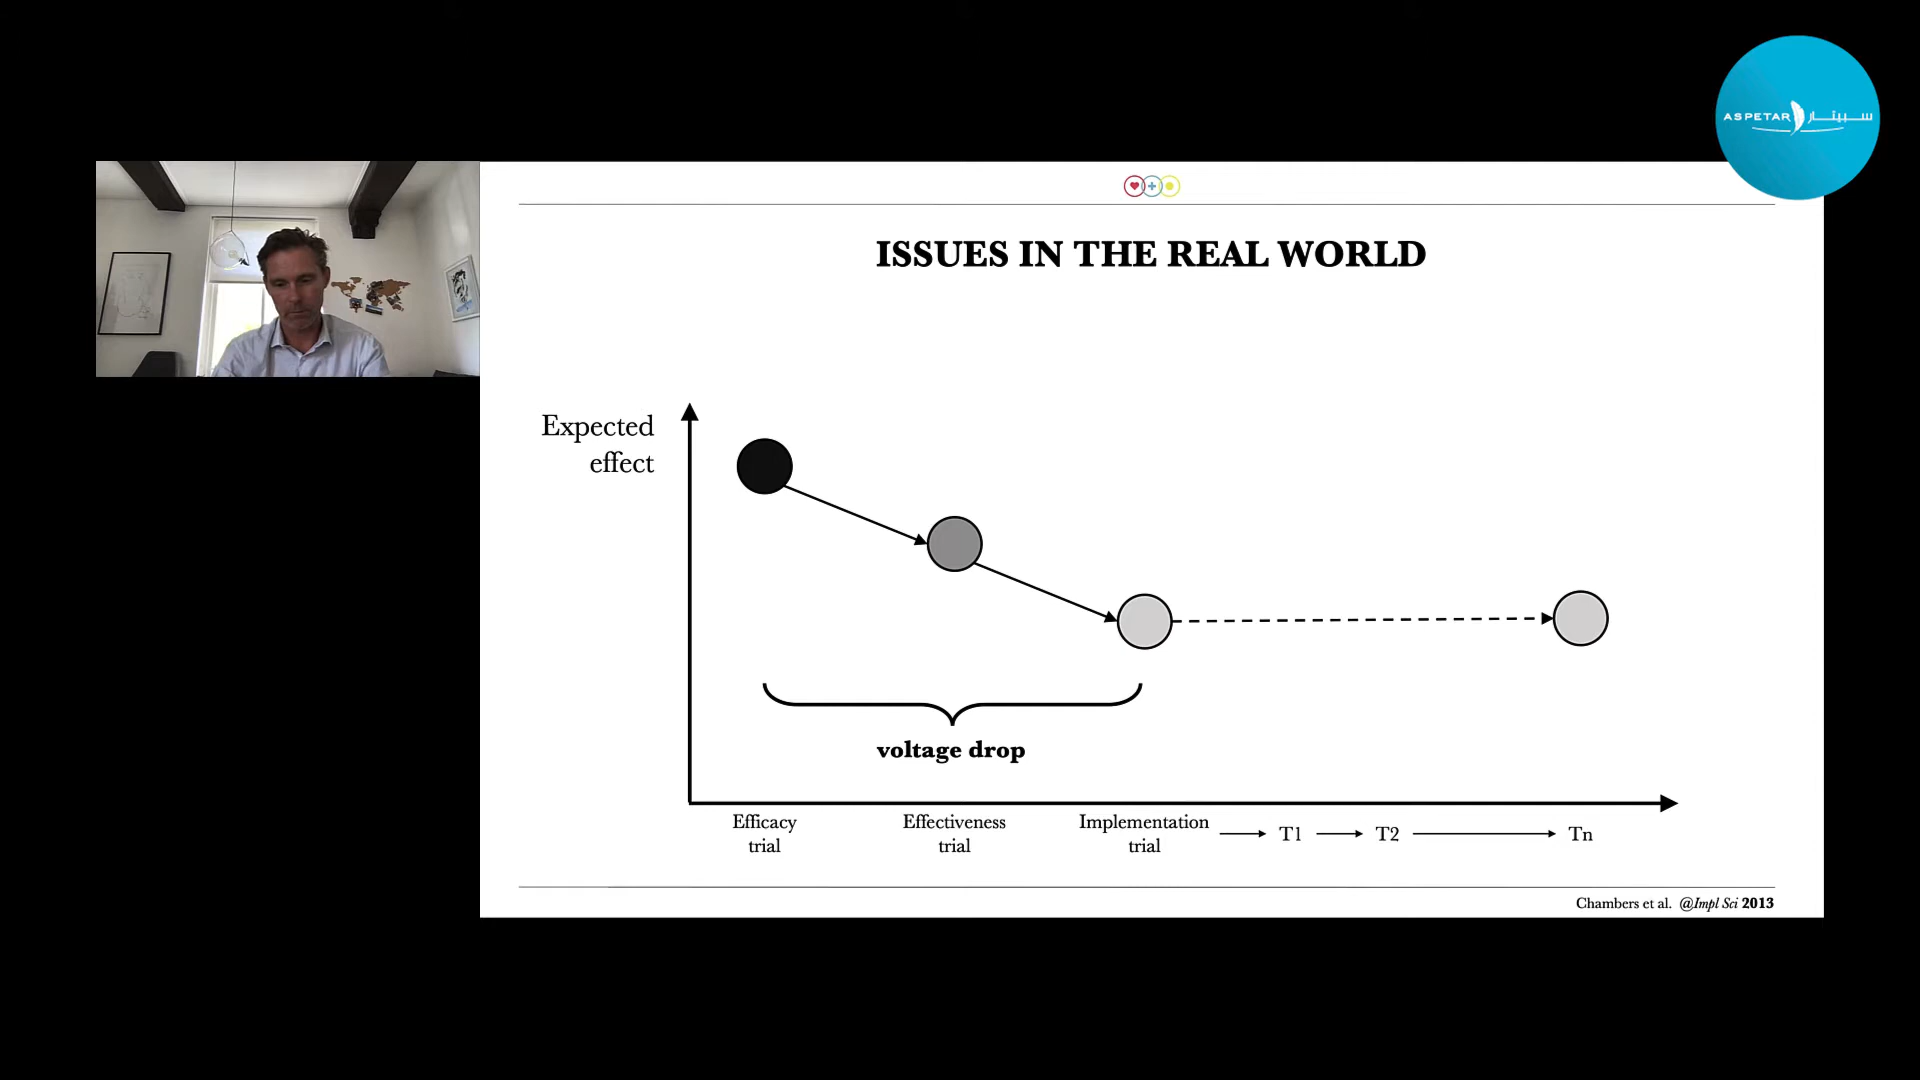 ASPETAR سبيتار
ISSUES IN THE REAL WORLD
Expected
effect
voltage drop
Efficacy
trial
Effectiveness
trial
Implementation
trial
T1
T2
Tn
Chambers et al. @Impl Sci 2013